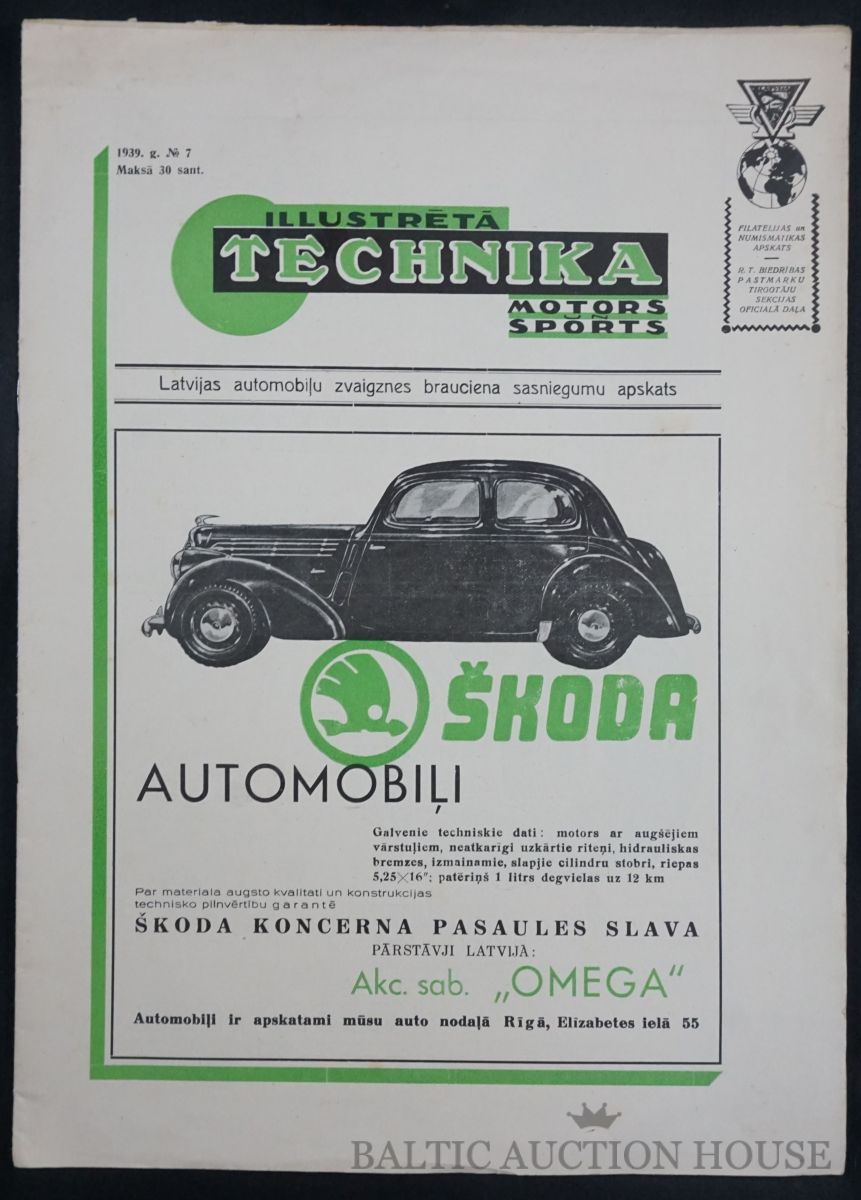 1939. g. № 7
Maksā 30 sant.
ILLUSTRĒTĀ
TECHNIKA
MOTORS
SPORTS
FILATELIJAS un
NUMISMATIKAS
APSKATS
R. T. BIEDRĪBAS
PASTMARKU
TIRGOTĀJU
SEKCIJAS
OFICIALĀ DAĻA
Latvijas automobiļu zvaigznes brauciena sasniegumu apskats
ŠKODA
AUTOMOBIĻI
Galvenie techniskie dati: motors ar augšējiem
vārstuļiem, neatkarīgi uzkārtie riteņi, hidrauliskas
bremzes, izmainamie, slapjie cilindru stobri, riepas
5,25×16"; patēriņš 1 litrs degvielas uz 12 km
Par materiala augsto kvalitati un konstrukcijas
technisko pilnvērtību garantē
ŠKODA KONCERNA PASAULES SLAVA
PĀRSTĀVJI LATVIJĀ:
Akc. sab. „OMEGA“
Automobiļi ir apskatami mūsu auto nodaļā Rīgā, Elīzabetes ielā 55
BALTIC AUCTION HOUSE